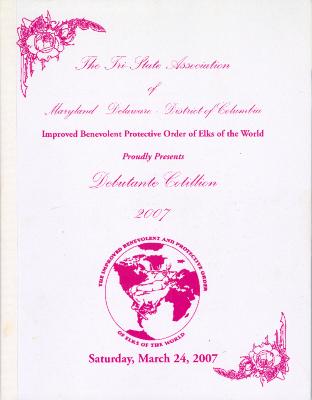 The Tri-State Association
of
Maryland - Delaware - District of Columbia
Improved Benevolent Protective Order of Elks of the World
Proudly Presents
Debutante Cotillion
2007
THE IMPROVED BENEVOLENT AND PROTECTIVE ORDER
OF ELKS OF THE WORLD
Saturday, March 24, 2007